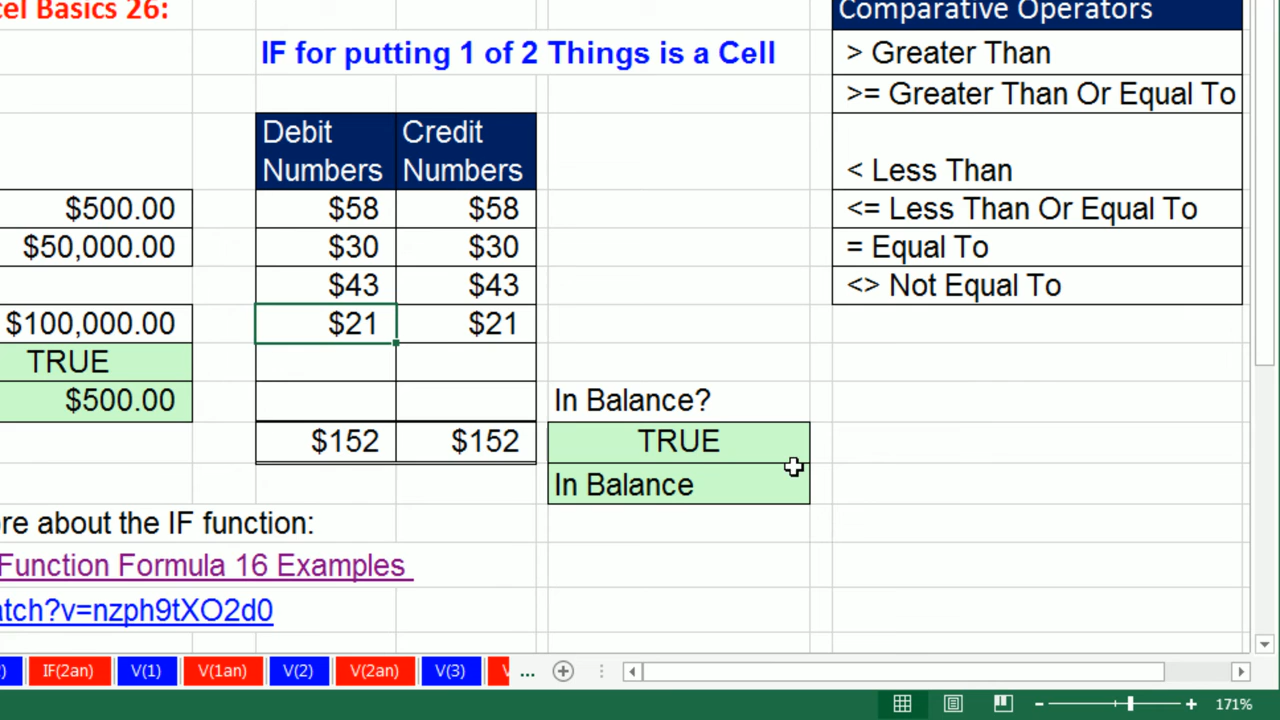 cel Basics 26:
Comparative Operators
IF for putting 1 of 2 Things is a Cell
> Greater Than
>= Greater Than Or Equal To
Debit Numbers Credit Numbers
< Less Than
$500.00 $58 $58 <= Less Than Or Equal To
$50,000.00 $30 $30 = Equal To
$43 $43 <> Not Equal To
$100,000.00 $21 $21
TRUE
$500.00 In Balance?
$152 $152 TRUE
In Balance
ore about the IF function:
Function Formula 16 Examples
atch?v=nzph9tXO2d0
) IF(2an) V(1) V(1an) V(2) V(2an) V(3) ...
171%